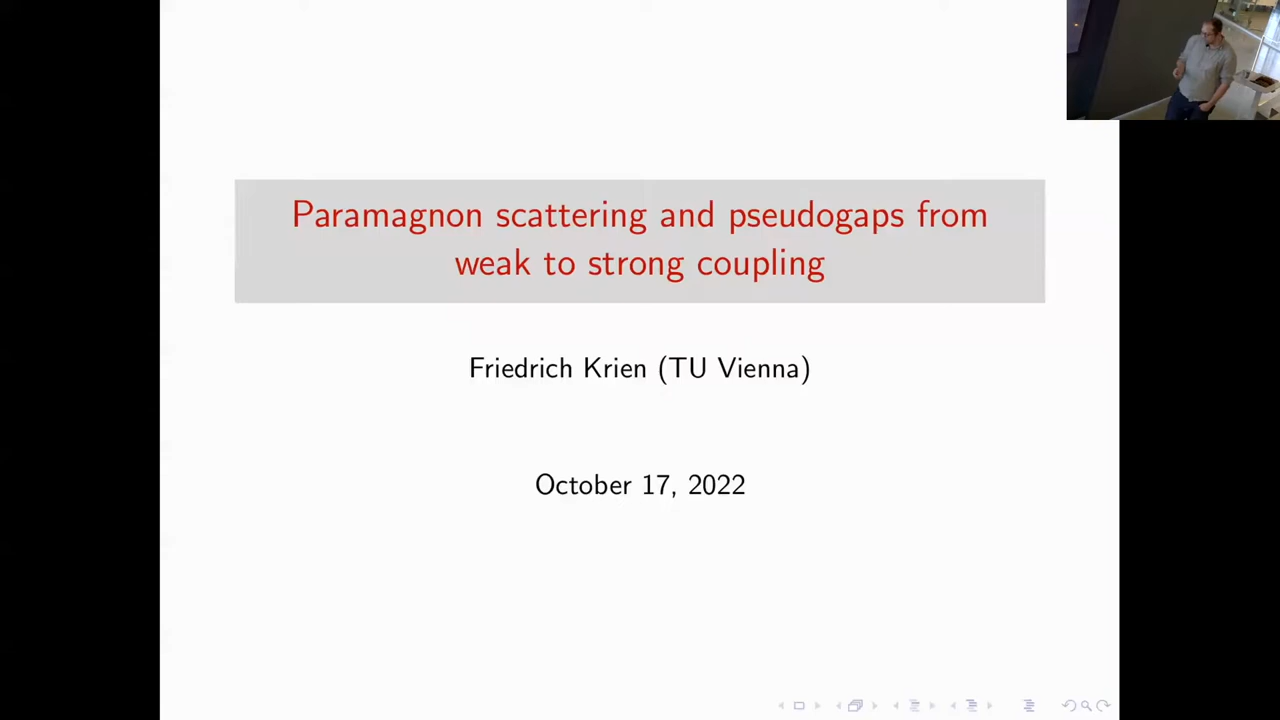 Paramagnon scattering and pseudogaps from
weak to strong coupling
Friedrich Krien (TU Vienna)
October 17, 2022